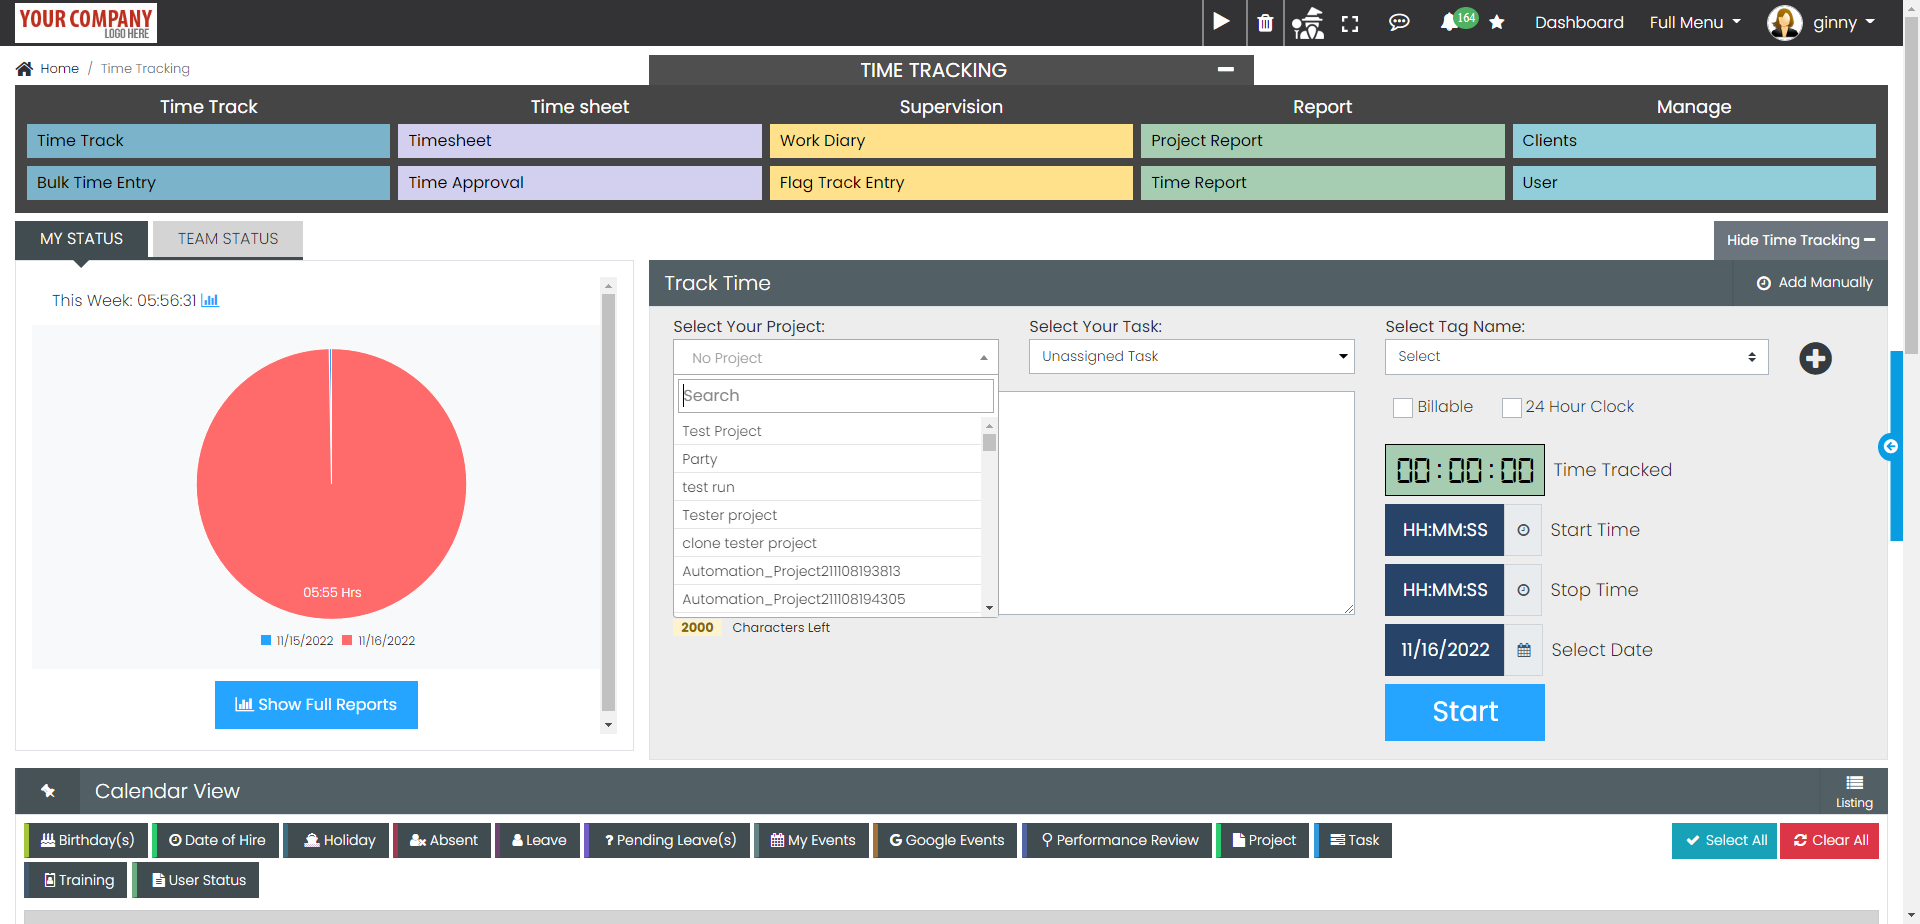 YOUR COMPANY
LOGO HERE
164
Dashboard
Full Menu
ginny
Home / Time Tracking
TIME TRACKING
Time Track
Time sheet
Supervision
Report
Manage
Time Track
Timesheet
Work Diary
Project Report
Clients
Bulk Time Entry
Time Approval
Flag Track Entry
Time Report
User
MY STATUS
TEAM STATUS
Hide Time Tracking
This Week: 05:56:31
05:55 Hrs
11/15/2022
11/16/2022
Show Full Reports
Track Time
Add Manually
Select Your Project:
Select Your Task:
Select Tag Name:
No Project
Unassigned Task
Select
Search
Test Project
Party
test run
Tester project
clone tester project
Automation_Project211108193813
Automation_Project211108194305
2000 Characters Left
Billable
24 Hour Clock
00:00:00 Time Tracked
HH:MM:SS Start Time
HH:MM:SS Stop Time
11/16/2022 Select Date
Start
Calendar View
Listing
Birthday(s)
Date of Hire
Holiday
Absent
Leave
? Pending Leave(s)
My Events
G Google Events
Performance Review
Project
Task
Select All
Clear All
Training
User Status